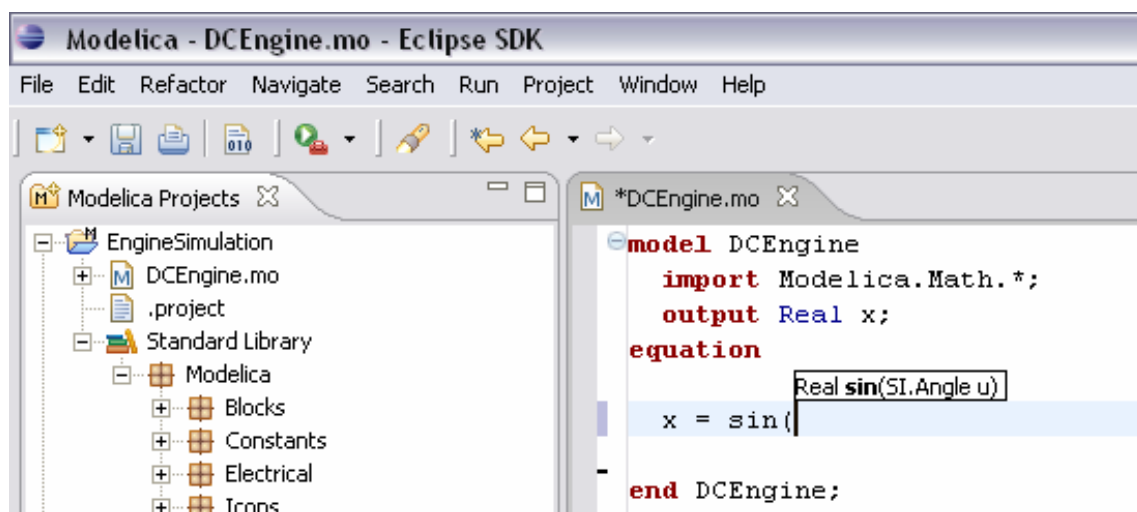 Modelica - DCEngine.mo - Eclipse SDK
File Edit Refactor Navigate Search Run Project Window Help
010
Modelica Projects
EngineSimulation
DCEngine.mo
.project
Standard Library
Modelica
Blocks
Constants
Electrical
Icons
*DCEngine.mo
model DCEngine
import Modelica.Math.*;
output Real x;
equation
Real sin(SI.Angle u)
x = sin(
end DCEngine;